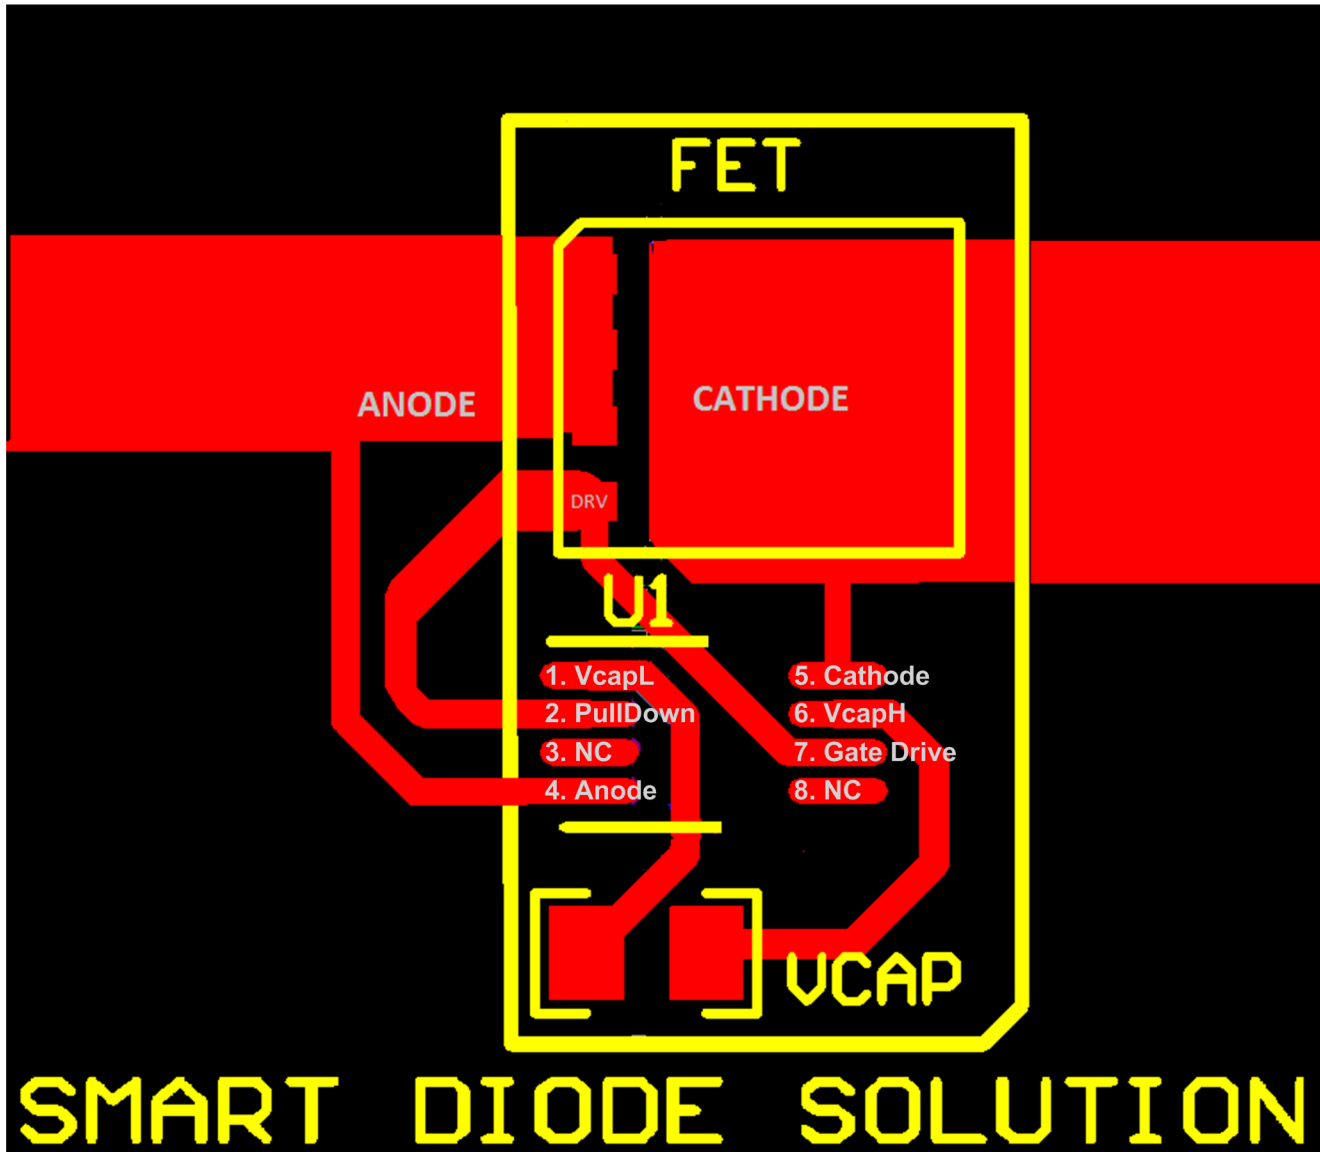 FET
ANODE
CATHODE
DRV
U1
1. VcapL
2. PullDown
3. NC
4. Anode
5. Cathode
6. VcapH
7. Gate Drive
8. NC
VCAP
SMART DIODE SOLUTION